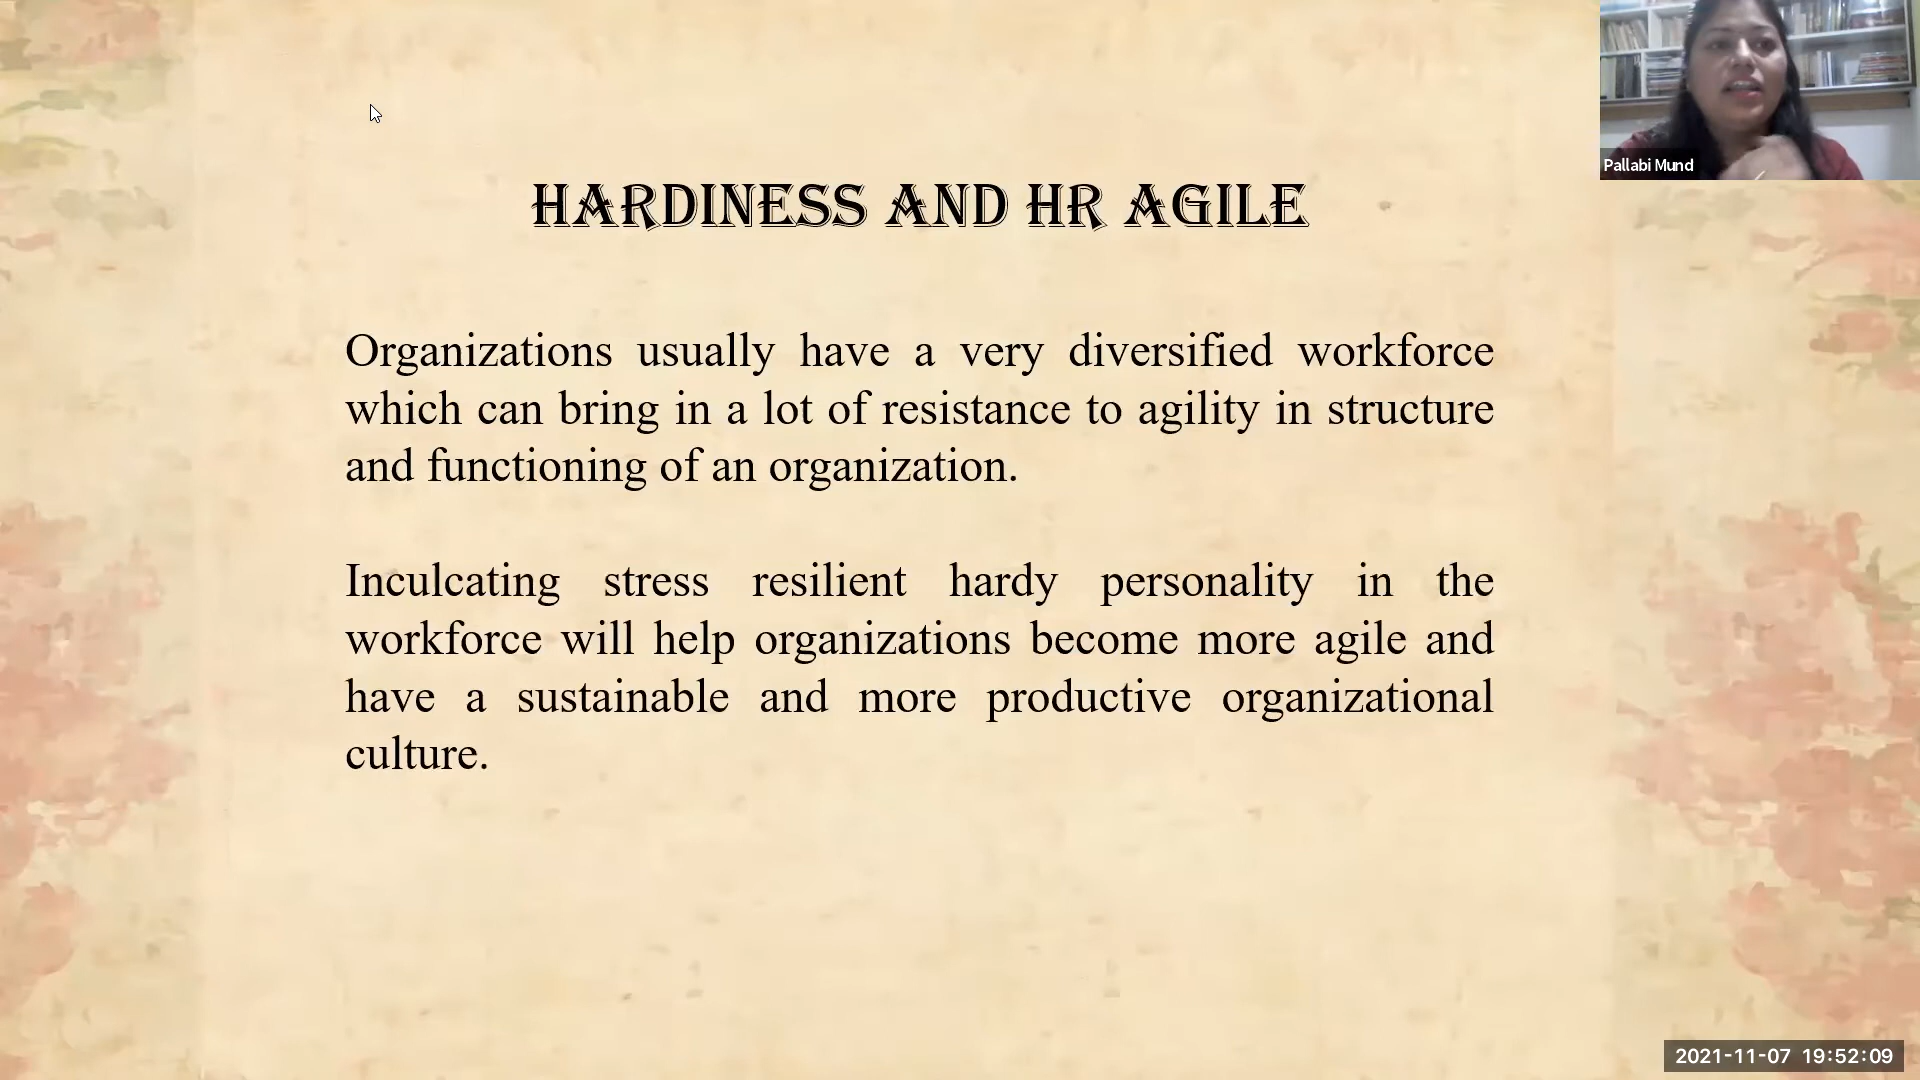 Pallabi Mund
HARDINESS AND HR AGILE
Organizations usually have a very diversified workforce
which can bring in a lot of resistance to agility in structure
and functioning of an organization.
Inculcating stress resilient hardy personality in the
workforce will help organizations become more agile and
have a sustainable and more productive organizational
culture.
2021-11-07 19:52:09